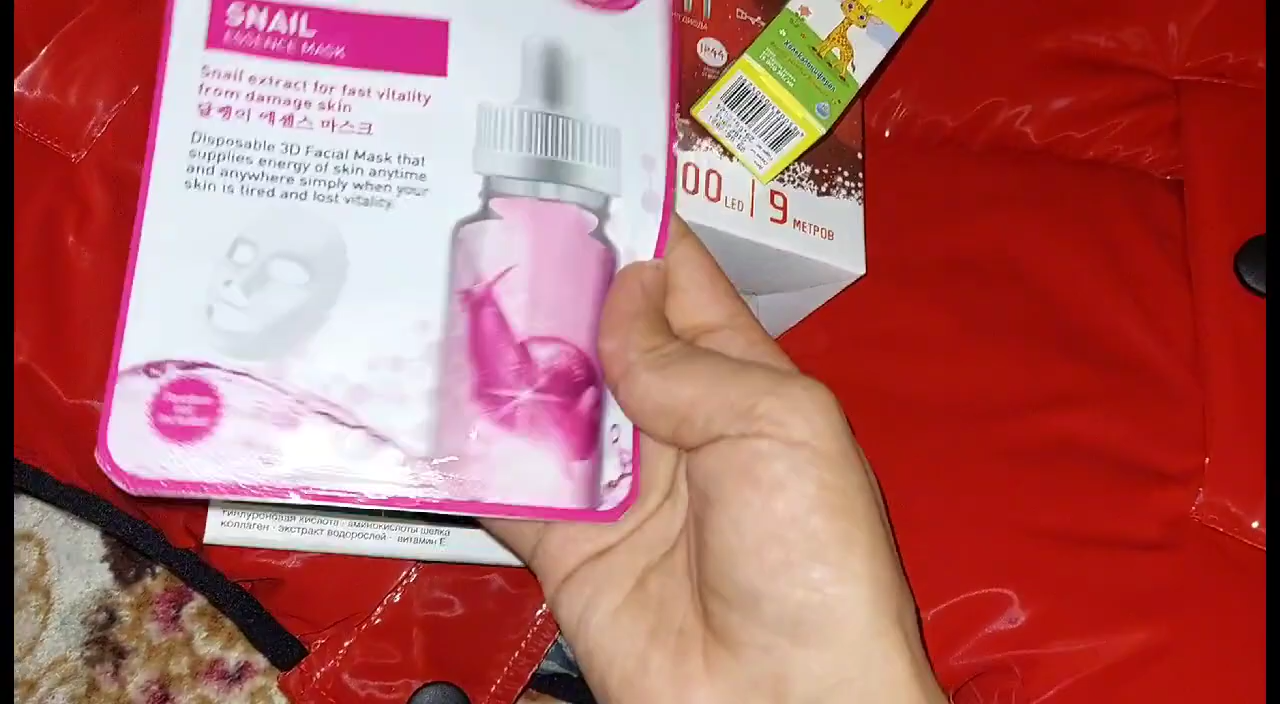 SNAIL
ESSENCE MASK
Snail extract for fast vitality
from damage skin
달팽이 에센스 마스크
Disposable 3D Facial Mask that
supplies energy of skin anytime
and anywhere simply when your
skin is tired and lost vitality.
IP44
00 LED | 9 МЕТРОВ
гиалуроновая кислота · аминокислоты шелка
коллаген · экстракт водорослей · витамин Е